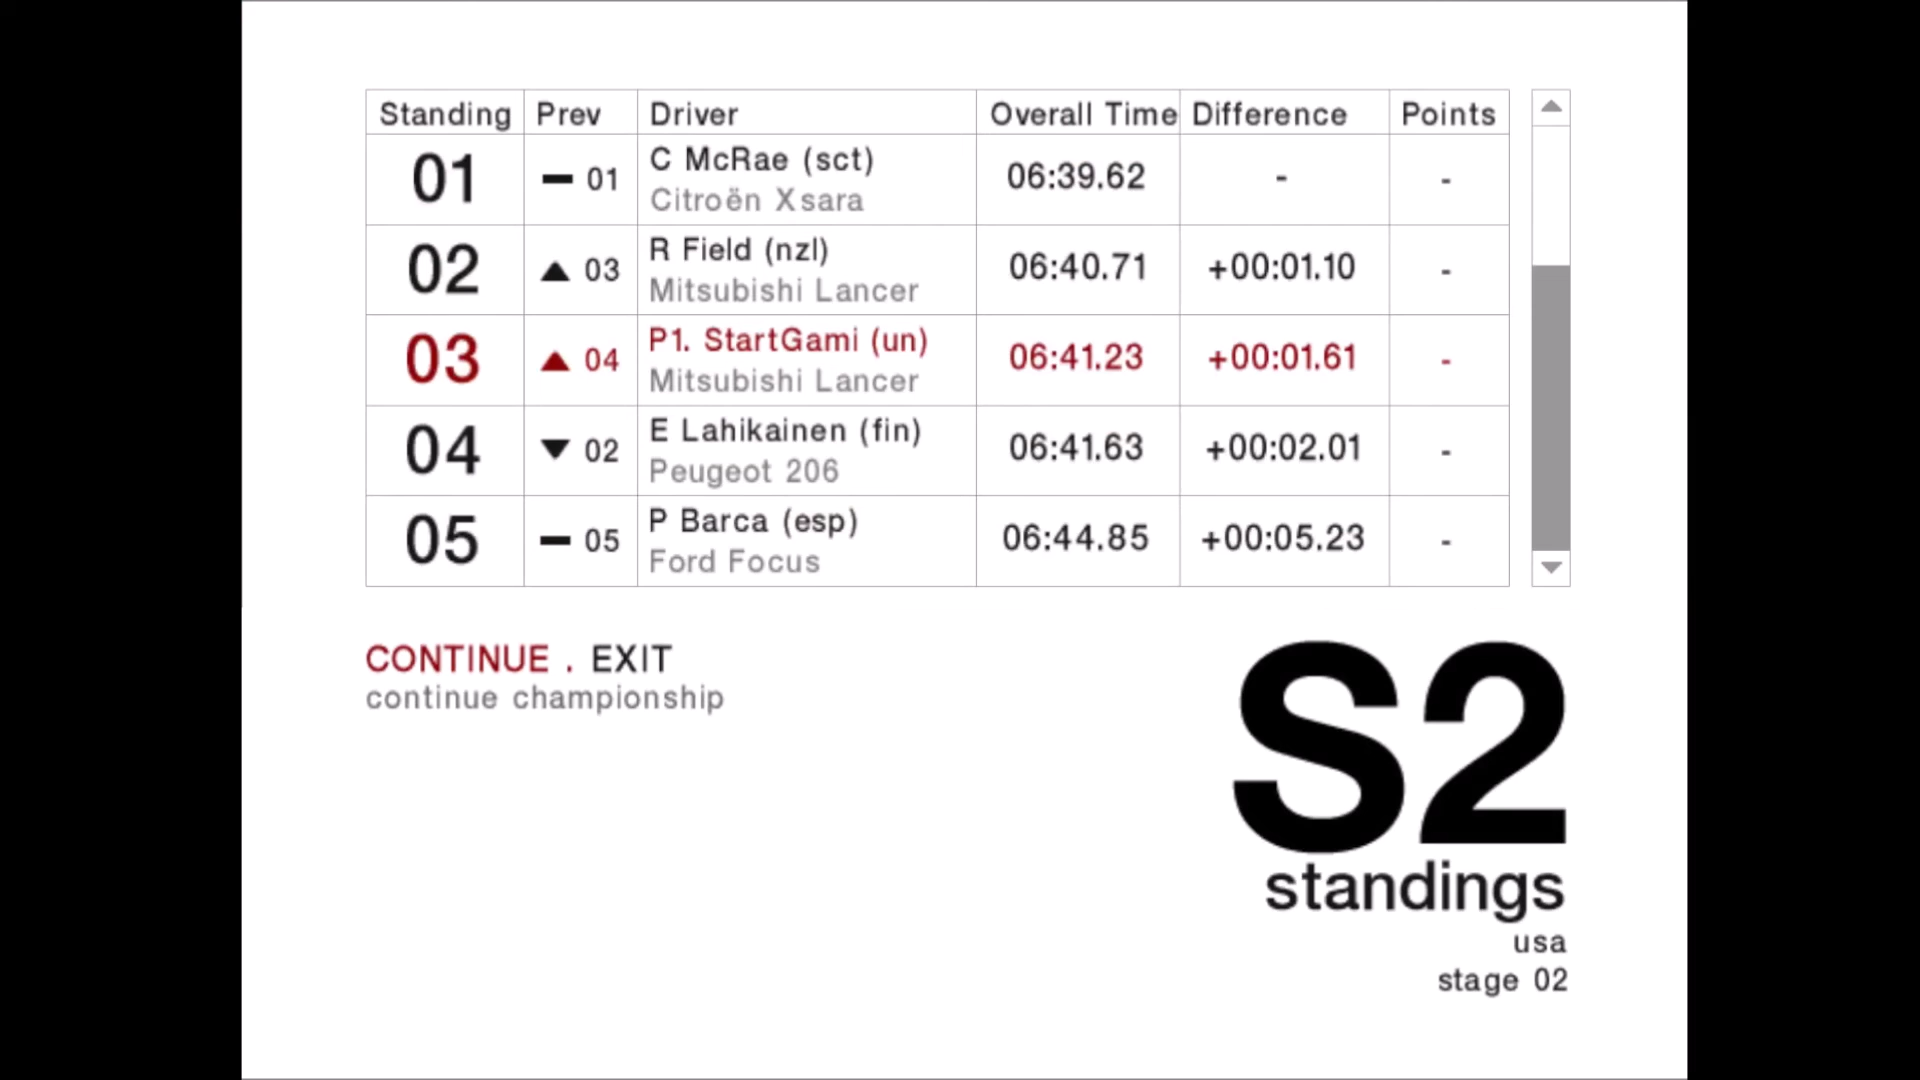 Standing Prev Driver Overall Time Difference Points
01 01 C McRae (sct) 06:39.62 - -
Citroën Xsara
02 03 R Field (nzl) 06:40.71 +00:01.10 -
Mitsubishi Lancer
03 04 P1. StartGami (un) 06:41.23 +00:01.61 -
Mitsubishi Lancer
04 02 E Lahikainen (fin) 06:41.63 +00:02.01 -
Peugeot 206
05 05 P Barca (esp) 06:44.85 +00:05.23 -
Ford Focus
CONTINUE . EXIT
continue championship
S2
standings
usa
stage 02